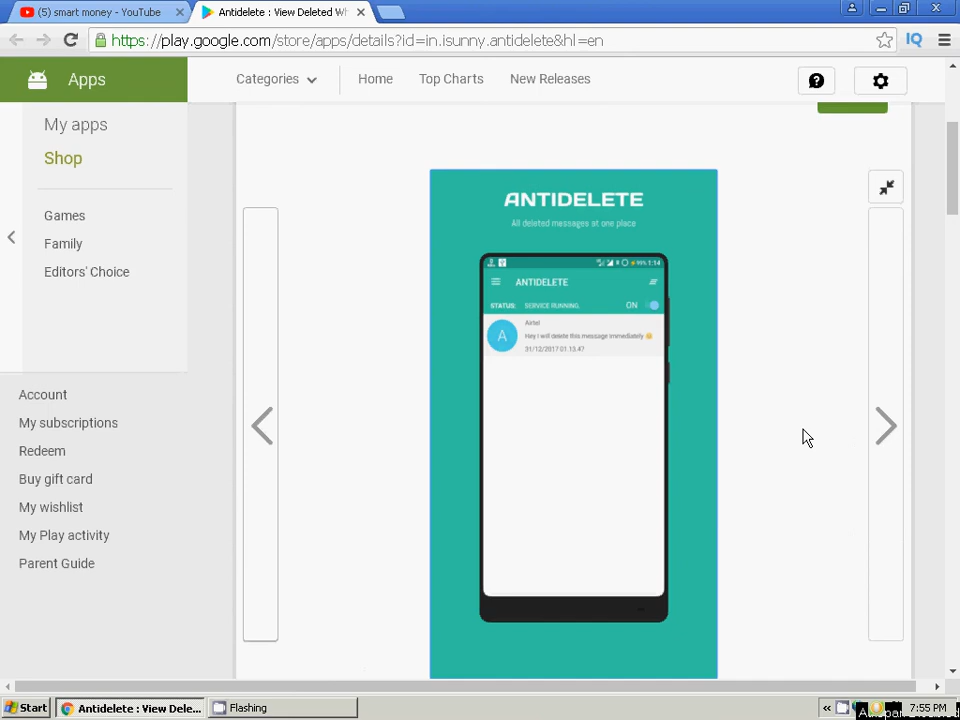 (5) smart money - YouTube
Antidelete : View Deleted Wh
https://play.google.com/store/apps/details?id=in.isunny.antidelete&hl=en
IQ
Apps
Categories
Home
Top Charts
New Releases
My apps
Shop
Games
Family
Editors' Choice
Account
My subscriptions
Redeem
Buy gift card
My wishlist
My Play activity
Parent Guide
ANTIDELETE
All deleted messages at one place
1:14
ANTIDELETE
STATUS: SERVICE RUNNING. ON
A
Airtel
Hey I will delete this message immediately
31/12/2017 01.13.47
Start
Antidelete : View Dele...
Flashing
7:55 PM